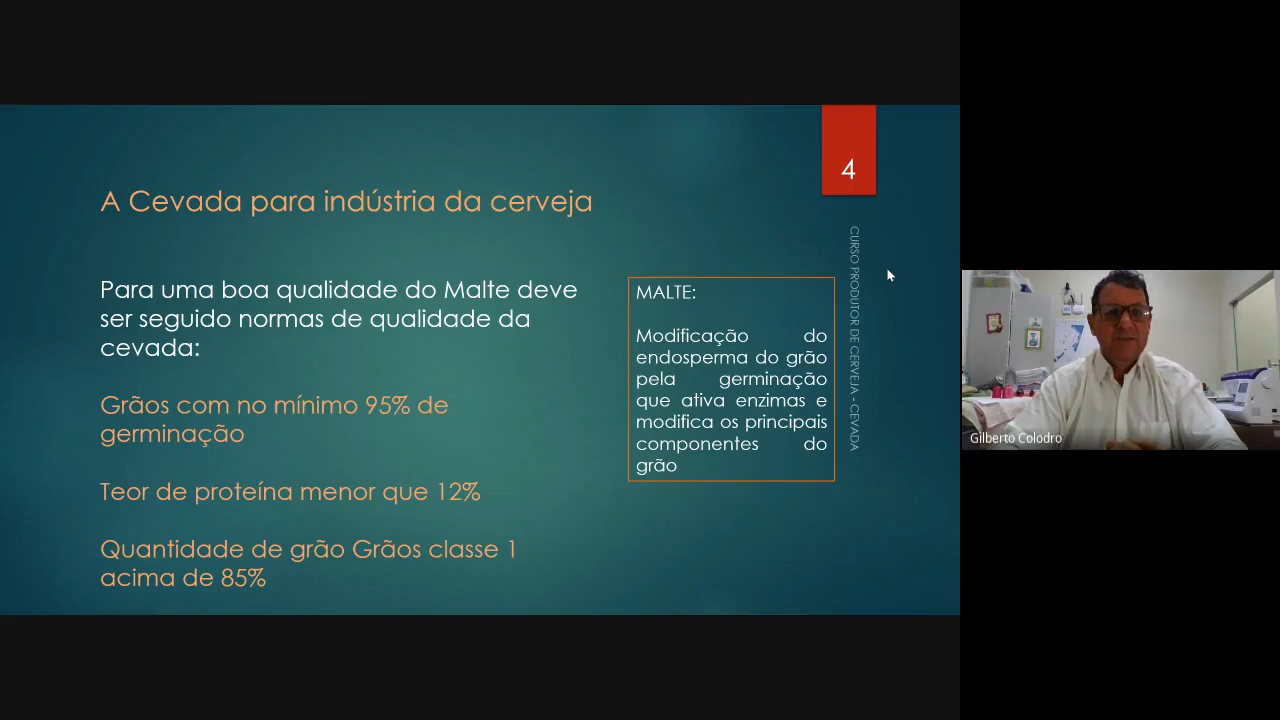 4
A Cevada para indústria da cerveja
Para uma boa qualidade do Malte deve
ser seguido normas de qualidade da
cevada:
Grãos com no mínimo 95% de
germinação
Teor de proteína menor que 12%
Quantidade de grão Grãos classe 1
acima de 85%
MALTE:
Modificação do
endosperma do grão
pela germinação
que ativa enzimas e
modifica os principais
componentes do
grão
CURSO PRODUTOR DE CERVEJA - CEVADA
Gilberto Colodro